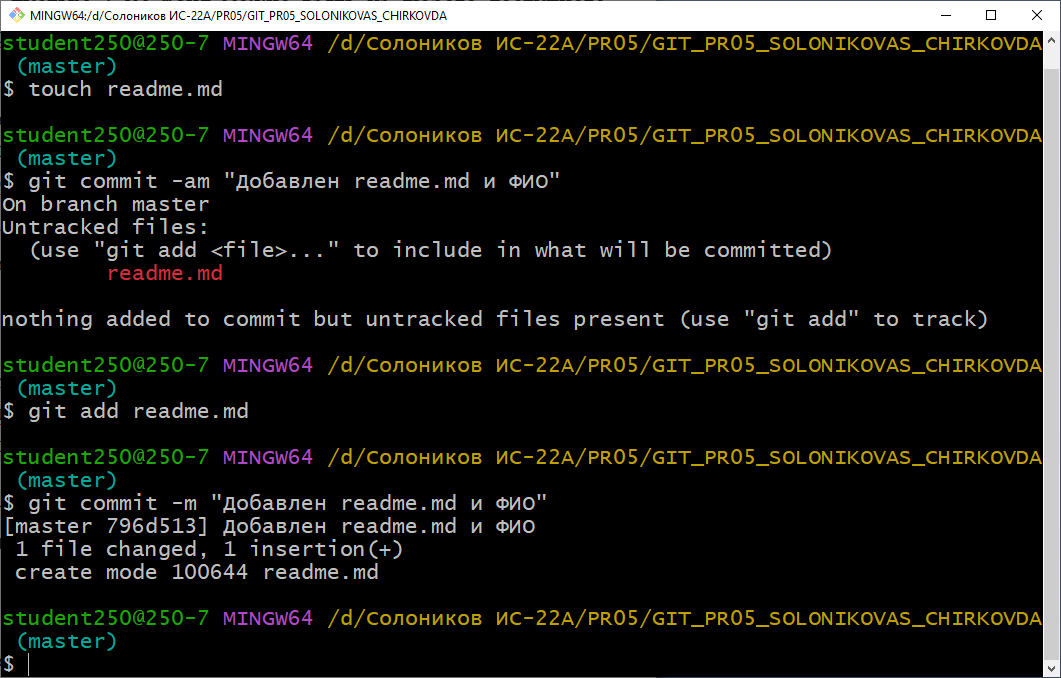 MINGW64:/d/Солоников ИС-22А/PR05/GIT_PR05_SOLONIKOVAS_CHIRKOVDA
student250@250-7 MINGW64 /d/Солоников ИС-22А/PR05/GIT_PR05_SOLONIKOVAS_CHIRKOVDA
(master)
$ touch readme.md
student250@250-7 MINGW64 /d/Солоников ИС-22А/PR05/GIT_PR05_SOLONIKOVAS_CHIRKOVDA
(master)
$ git commit -am "Добавлен readme.md и ФИО"
On branch master
Untracked files:
(use "git add <file>..." to include in what will be committed)
readme.md
nothing added to commit but untracked files present (use "git add" to track)
student250@250-7 MINGW64 /d/Солоников ИС-22А/PR05/GIT_PR05_SOLONIKOVAS_CHIRKOVDA
(master)
$ git add readme.md
student250@250-7 MINGW64 /d/Солоников ИС-22А/PR05/GIT_PR05_SOLONIKOVAS_CHIRKOVDA
(master)
$ git commit -m "Добавлен readme.md и ФИО"
[master 796d513] Добавлен readme.md и ФИО
1 file changed, 1 insertion(+)
create mode 100644 readme.md
student250@250-7 MINGW64 /d/Солоников ИС-22А/PR05/GIT_PR05_SOLONIKOVAS_CHIRKOVDA
(master)
$